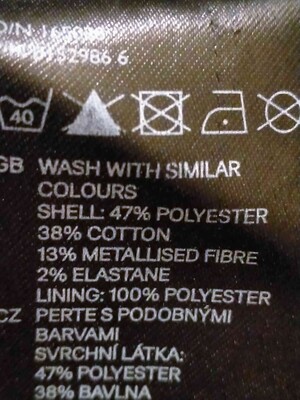 40
GB WASH WITH SIMILAR
COLOURS
SHELL: 47% POLYESTER
38% COTTON
13% METALLISED FIBRE
2% ELASTANE
LINING: 100% POLYESTER
CZ PERTE S PODOBNÝMI
BARVAMI
SVRCHNÍ LÁTKA:
47% POLYESTER
38% BAVLNA